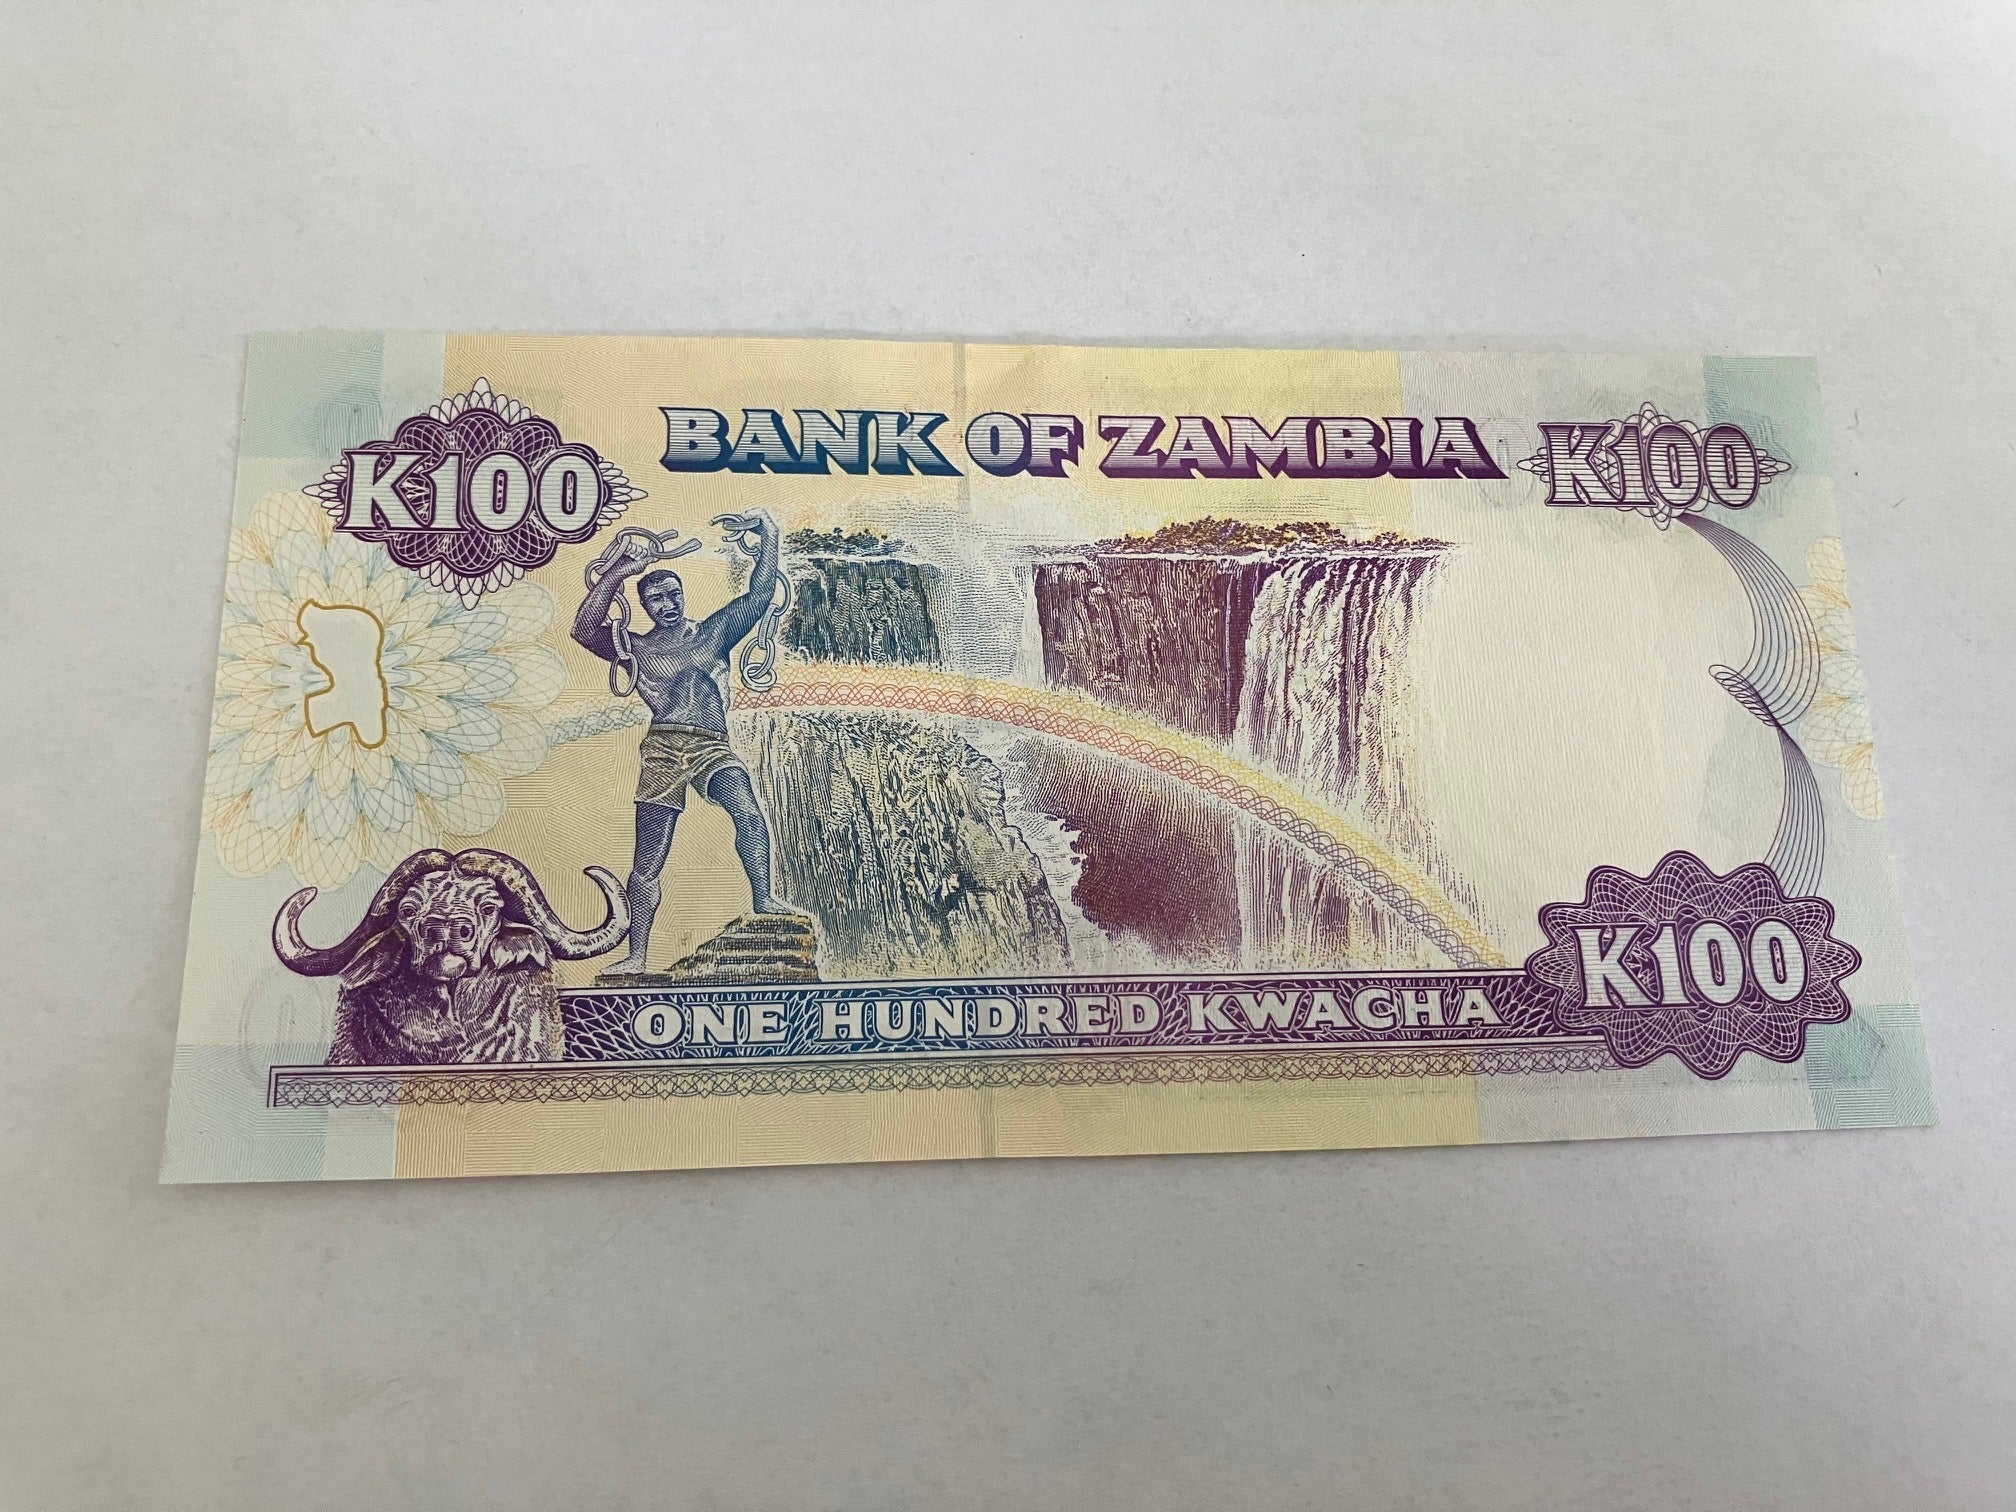 K100
BANK OF ZAMBIA
K100
ONE HUNDRED KWACHA
K100